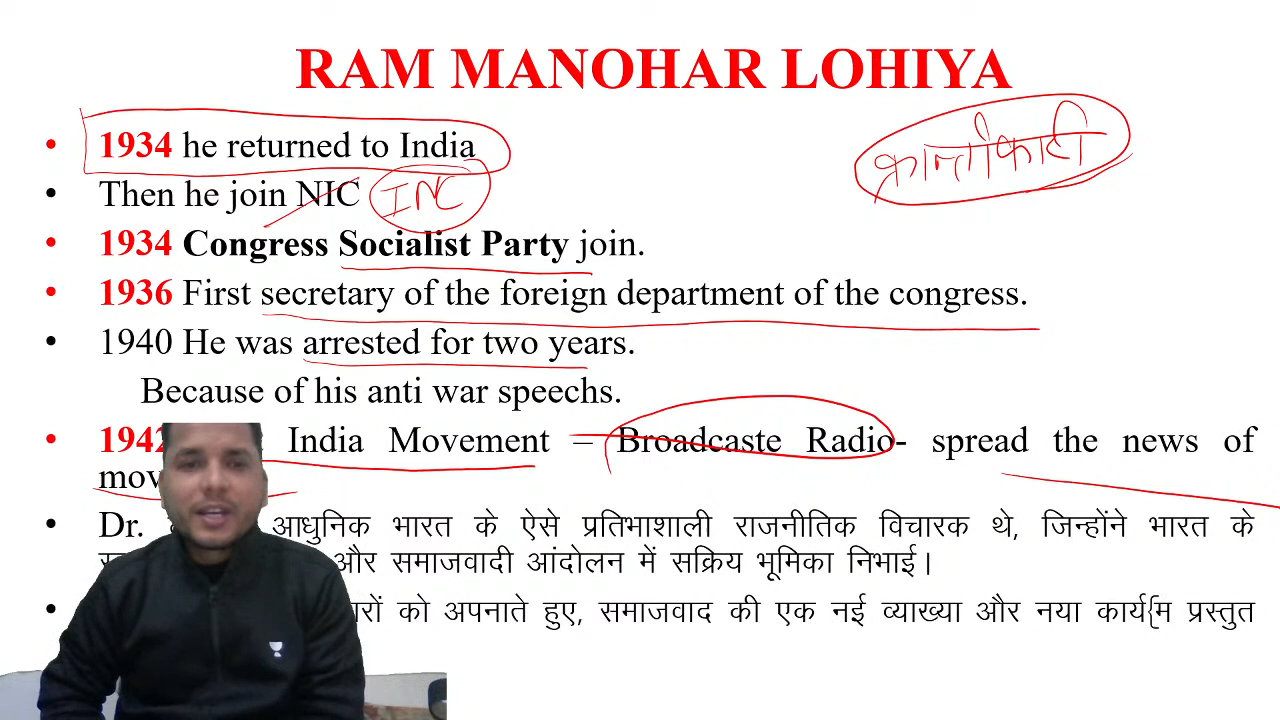 RAM MANOHAR LOHIYA
• 1934 he returned to India
क्रान्तीकारी
• Then he join NIC INC
• 1934 Congress Socialist Party join.
• 1936 First secretary of the foreign department of the congress.
• 1940 He was arrested for two years.
Because of his anti war speechs.
• 1942 India Movement – Broadcaste Radio- spread the news of
• Dr. आधुनिक भारत के ऐसे प्रतिभाशाली राजनीतिक विचारक थे, जिन्होंने भारत के
और समाजवादी आंदोलन में सक्रिय भूमिका निभाई।
• को अपनाते हुए, समाजवाद की एक नई व्याख्या और नया कार्य{म प्रस्तुत